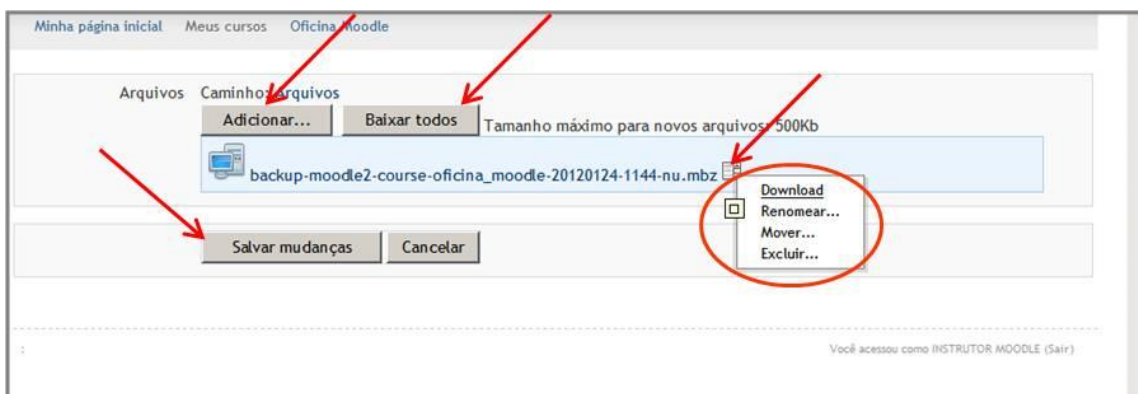 Minha página inicial Meus cursos Oficina Moodle
Arquivos Caminho: Arquivos
Adicionar... Baixar todos Tamanho máximo para novos arquivos: 500Kb
backup-moodle2-course-oficina_moodle-20120124-1144-nu.mbz
Download
Renomear...
Mover...
Excluir...
Salvar mudanças Cancelar
: Você acessou como INSTRUTOR MOODLE (Sair)